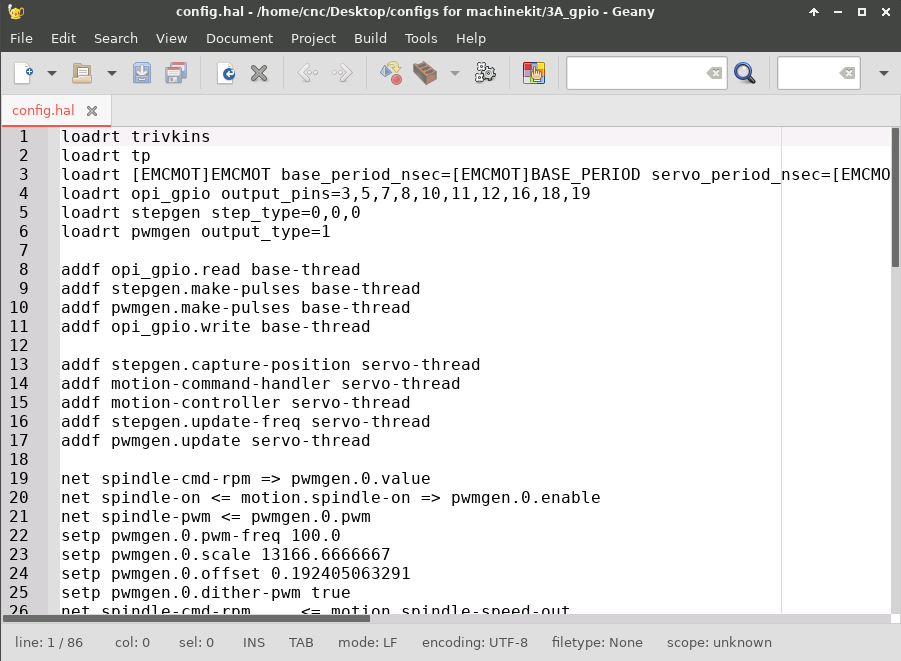 config.hal - /home/cnc/Desktop/configs for machinekit/3A_gpio - Geany
File Edit Search View Document Project Build Tools Help
config.hal
1 loadrt trivkins
2 loadrt tp
3 loadrt [EMCMOT]EMCMOT base_period_nsec=[EMCMOT]BASE_PERIOD servo_period_nsec=[EMCMO
4 loadrt opi_gpio output_pins=3,5,7,8,10,11,12,16,18,19
5 loadrt stepgen step_type=0,0,0
6 loadrt pwmgen output_type=1
7
8 addf opi_gpio.read base-thread
9 addf stepgen.make-pulses base-thread
10 addf pwmgen.make-pulses base-thread
11 addf opi_gpio.write base-thread
12
13 addf stepgen.capture-position servo-thread
14 addf motion-command-handler servo-thread
15 addf motion-controller servo-thread
16 addf stepgen.update-freq servo-thread
17 addf pwmgen.update servo-thread
18
19 net spindle-cmd-rpm => pwmgen.0.value
20 net spindle-on <= motion.spindle-on => pwmgen.0.enable
21 net spindle-pwm <= pwmgen.0.pwm
22 setp pwmgen.0.pwm-freq 100.0
23 setp pwmgen.0.scale 13166.6666667
24 setp pwmgen.0.offset 0.192405063291
25 setp pwmgen.0.dither-pwm true
26 net spindle-cmd-rpm     <= motion.spindle-speed-out
line: 1 / 86 col: 0 sel: 0 INS TAB mode: LF encoding: UTF-8 filetype: None scope: unknown